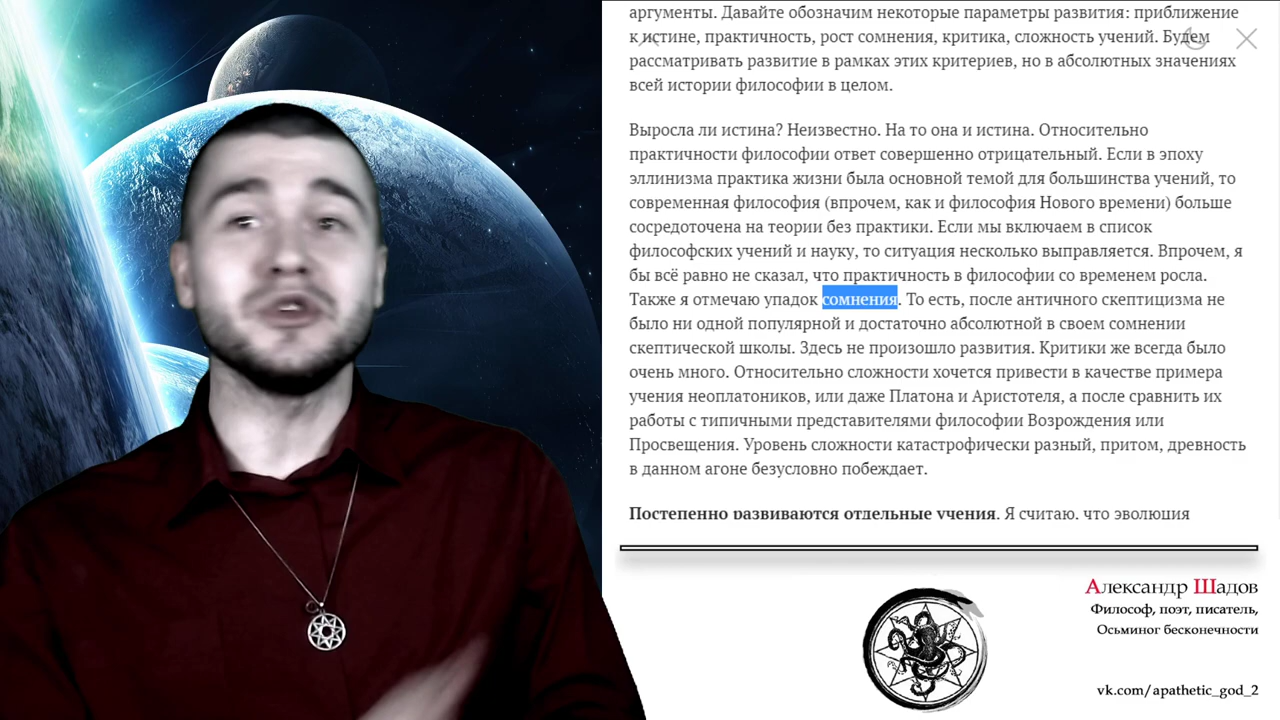 аргументы. Давайте обозначим некоторые параметры развития: приближение
к истине, практичность, рост сомнения, критика, сложность учений. Будем
рассматривать развитие в рамках этих критериев, но в абсолютных значениях
всей истории философии в целом.
Выросла ли истина? Неизвестно. На то она и истина. Относительно
практичности философии ответ совершенно отрицательный. Если в эпоху
эллинизма практика жизни была основной темой для большинства учений, то
современная философия (впрочем, как и философия Нового времени) больше
сосредоточена на теории без практики. Если мы включаем в список
философских учений и науку, то ситуация несколько выправляется. Впрочем, я
бы всё равно не сказал, что практичность в философии со временем росла.
Также я отмечаю упадок сомнения. То есть, после античного скептицизма не
было ни одной популярной и достаточно абсолютной в своем сомнении
скептической школы. Здесь не произошло развития. Критики же всегда было
очень много. Относительно сложности хочется привести в качестве примера
учения неоплатоников, или даже Платона и Аристотеля, а после сравнить их
работы с типичными представителями философии Возрождения или
Просвещения. Уровень сложности катастрофически разный, притом, древность
в данном агоне безусловно побеждает.
Постепенно развиваются отдельные учения. Я считаю, что эволюция
Александр Шадов
Философ, поэт, писатель,
Осьминог бесконечности
vk.com/apathetic_god_2